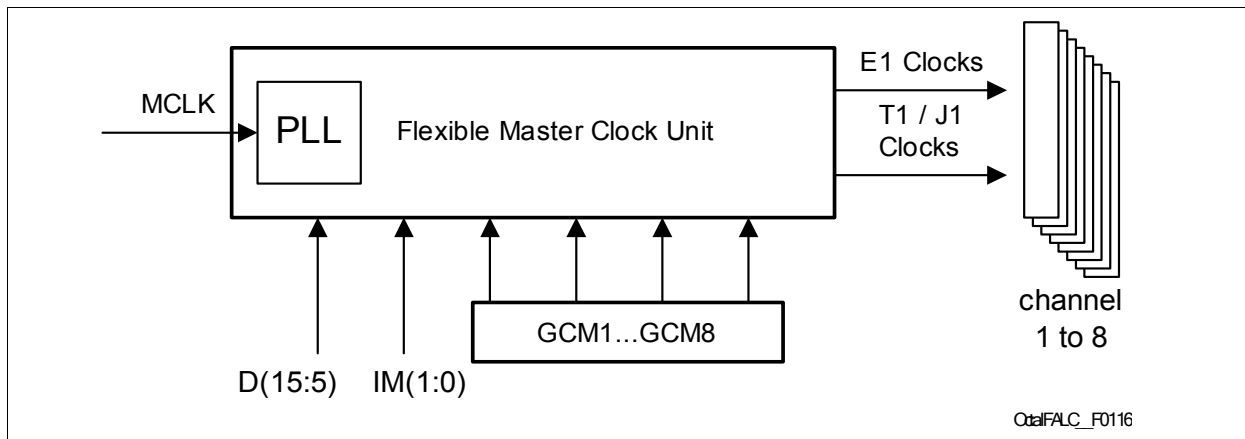 E1 Clocks
MCLK
PLL
Flexible Master Clock Unit
T1 / J1
Clocks
GCM1...GCM8
channel
1 to 8
D(15:5)
IM(1:0)
OctalFALC_F0116